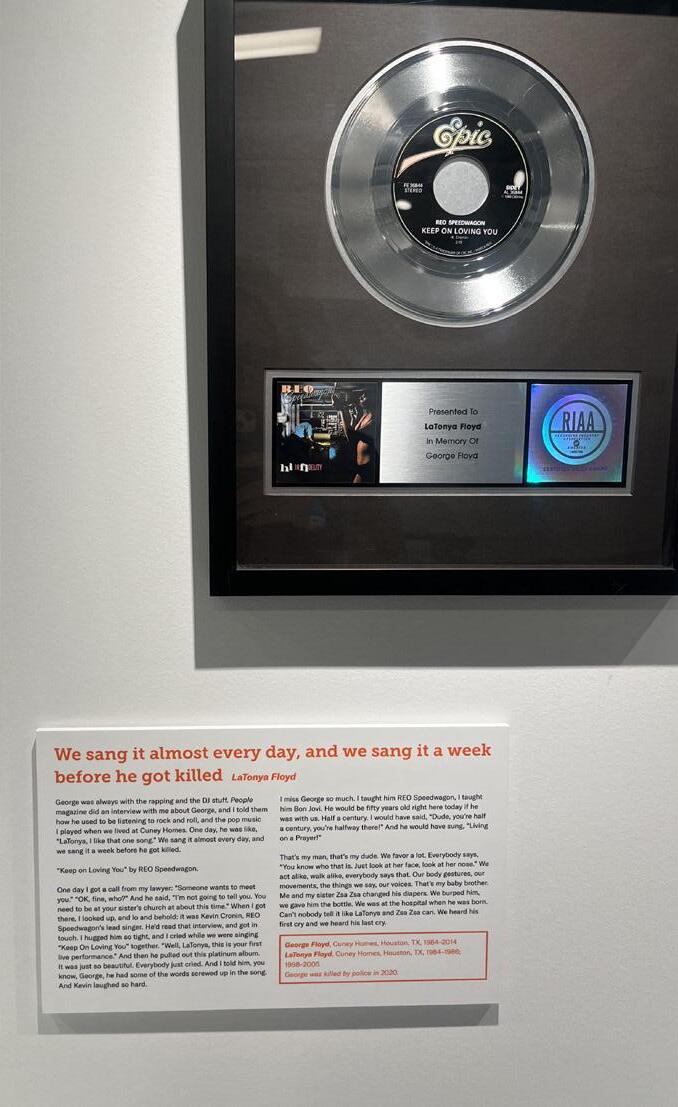 Epic
FE 36844
STEREO
SIDE 1
REO SPEEDWAGON
KEEP ON LOVING YOU
K. Cronin
REO
Speedwagon
hi infidelity
Presented To
LaTonya Floyd
In Memory Of
George Floyd
RIAA
RECORDING INDUSTRY
ASSOCIATION
OF
AMERICA
We sang it almost every day, and we sang it a week
before he got killed LaTonya Floyd
George was always with the rapping and the DJ stuff. People
magazine did an interview with me about George, and I told them
how he used to be listening to rock and roll, and the pop music
I played when we lived at Cuney Homes. One day, he was like,
"LaTonya, I like that one song." We sang it almost every day, and
we sang it a week before he got killed.
"Keep on Loving You" by REO Speedwagon.
One day I got a call from my lawyer: "Someone wants to meet
you." "OK, fine, who?" And he said, "I'm not going to tell you. You
need to be at your sister's church at about this time." When I got
there, I looked up, and lo and behold: it was Kevin Cronin, REO
Speedwagon's lead singer. He'd read that interview, and got in
touch. I hugged him so tight, and I cried while we were singing
"Keep On Loving You" together. "Well, LaTonya, this is your first
live performance." And then he pulled out this platinum album.
It was just so beautiful. Everybody just cried. And I told him, you
know, George, he had some of the words screwed up in the song.
And Kevin laughed so hard.
I miss George so much. I taught him REO Speedwagon, I taught
him Bon Jovi. He would be fifty years old right here today if he
was with us. Half a century. I would have said, "Dude, you're half
a century, you're halfway there!" And he would have sung, "Living
on a Prayer!"
That's my man, that's my dude. We favor a lot. Everybody says,
"You know who that is. Just look at her face, look at her nose." We
act alike, walk alike, everybody says that. Our body gestures, our
movements, the things we say, our voices. That's my baby brother.
Me and my sister Zsa Zsa changed his diapers. We burped him,
we gave him the bottle. We was at the hospital when he was born.
Can't nobody tell it like LaTonya and Zsa Zsa can. We heard his
first cry and we heard his last cry.
George Floyd, Cuney Homes, Houston, TX, 1984-2014
LaTonya Floyd, Cuney Homes, Houston, TX, 1984-1986;
1998-2005
George was killed by police in 2020.